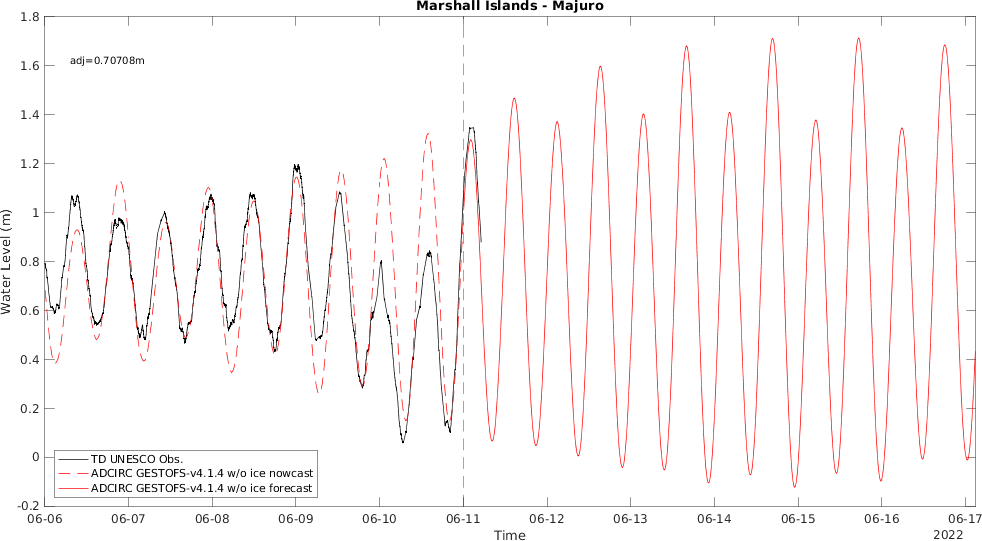 Marshall Islands - Majuro
1.8
1.6
1.4
1.2
1
0.8
0.6
0.4
0.2
0
-0.2
Water Level (m)
adj=0.70708m
TD UNESCO Obs.
ADCIRC GESTOFS-v4.1.4 w/o ice nowcast
ADCIRC GESTOFS-v4.1.4 w/o ice forecast
06-06 06-07 06-08 06-09 06-10 06-11 06-12 06-13 06-14 06-15 06-16 06-17
Time
2022